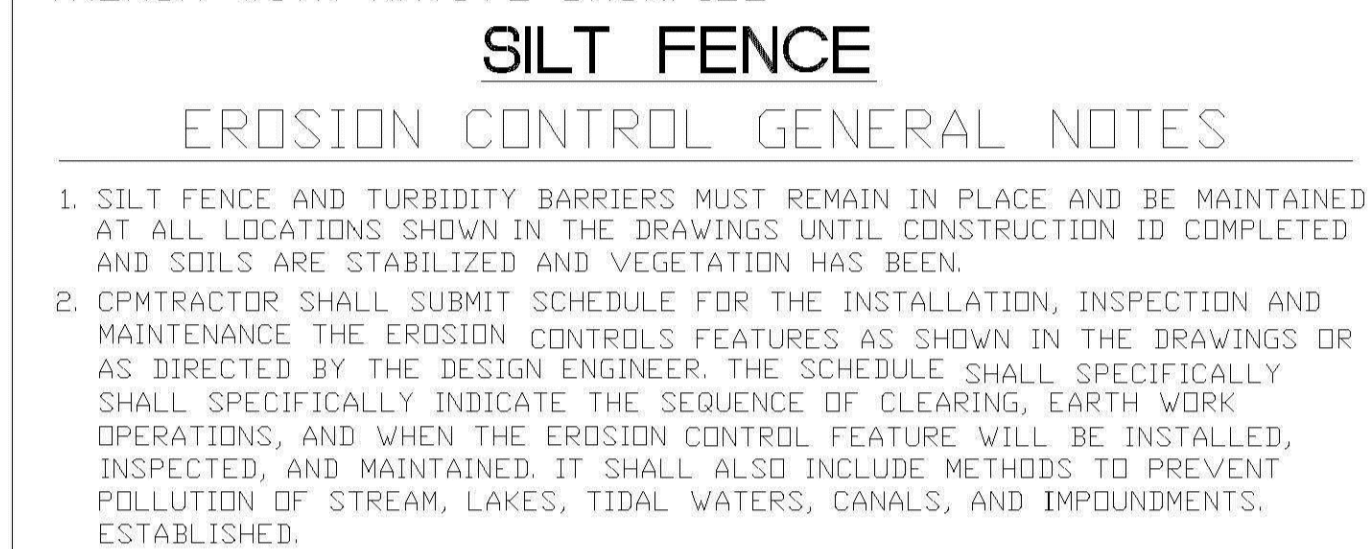 SILT FENCE
EROSION CONTROL GENERAL NOTES
1. SILT FENCE AND TURBIDITY BARRIERS MUST REMAIN IN PLACE AND BE MAINTAINED
AT ALL LOCATIONS SHOWN IN THE DRAWINGS UNTIL CONSTRUCTION ID COMPLETED
AND SOILS ARE STABILIZED AND VEGETATION HAS BEEN.
2. CPMTRACTOR SHALL SUBMIT SCHEDULE FOR THE INSTALLATION, INSPECTION AND
MAINTENANCE THE EROSION CONTROLS FEATURES AS SHOWN IN THE DRAWINGS OR
AS DIRECTED BY THE DESIGN ENGINEER. THE SCHEDULE SHALL SPECIFICALLY
SHALL SPECIFICALLY INDICATE THE SEQUENCE OF CLEARING, EARTH WORK
OPERATIONS, AND WHEN THE EROSION CONTROL FEATURE WILL BE INSTALLED,
INSPECTED, AND MAINTAINED. IT SHALL ALSO INCLUDE METHODS TO PREVENT
POLLUTION OF STREAM, LAKES, TIDAL WATERS, CANALS, AND IMPOUNDMENTS.
ESTABLISHED.